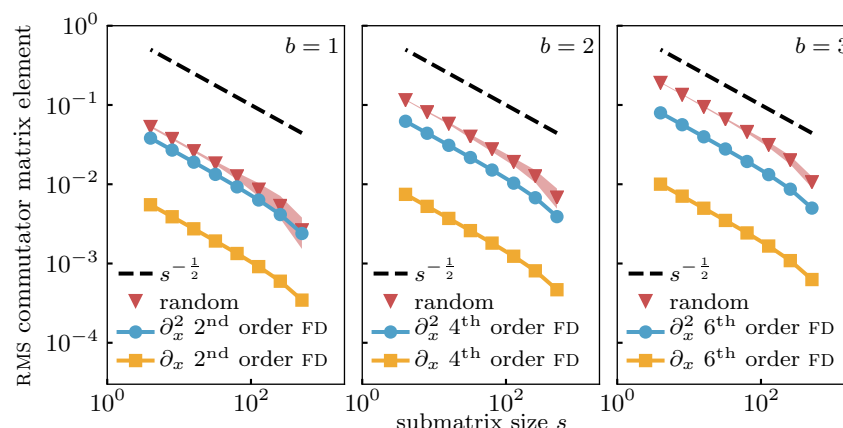 RMS commutator matrix element
10^0
10^{-1}
10^{-2}
10^{-3}
10^{-4}
b = 1
s^{-\frac{1}{2}}
random
∂_x^2 2^{nd} order FD
∂_x 2^{nd} order FD
10^0
10^2
b = 2
s^{-\frac{1}{2}}
random
∂_x^2 4^{th} order FD
∂_x 4^{th} order FD
10^0
10^2
b = 3
s^{-\frac{1}{2}}
random
∂_x^2 6^{th} order FD
∂_x 6^{th} order FD
10^0
10^2
submatrix size s